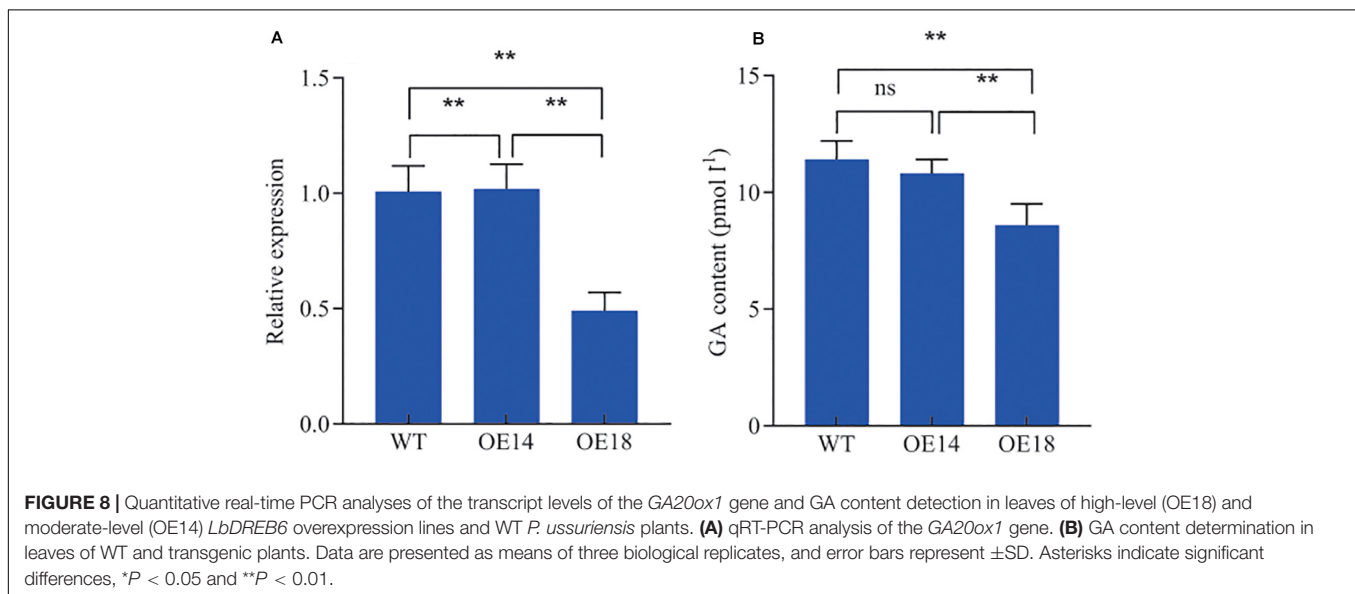 A
**
**
**
1.5
1.0
0.5
0.0
Relative expression
WT OE14 OE18
B
**
ns
**
15
10
5
0
GA content (pmol l¹)
WT OE14 OE18
FIGURE 8 | Quantitative real-time PCR analyses of the transcript levels of the GA20ox1 gene and GA content detection in leaves of high-level (OE18) and
moderate-level (OE14) LbDREB6 overexpression lines and WT P. ussuriensis plants. (A) qRT-PCR analysis of the GA20ox1 gene. (B) GA content determination in
leaves of WT and transgenic plants. Data are presented as means of three biological replicates, and error bars represent ±SD. Asterisks indicate significant
differences, *P < 0.05 and **P < 0.01.